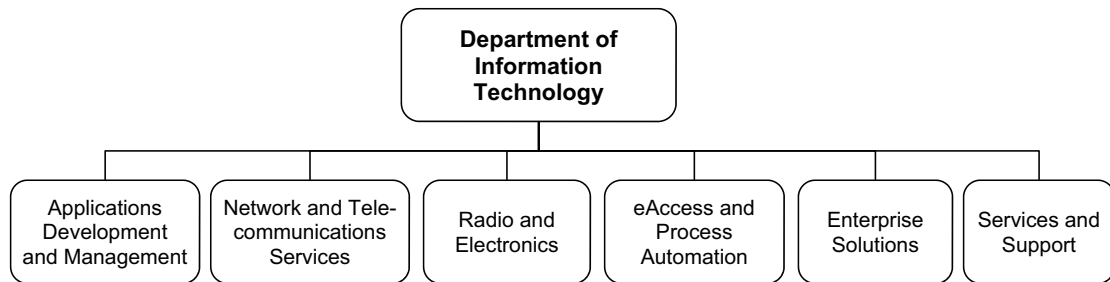 Department of
Information
Technology
Applications
Development
and Management
Network and Tele-
communications
Services
Radio and
Electronics
eAccess and
Process
Automation
Enterprise
Solutions
Services and
Support